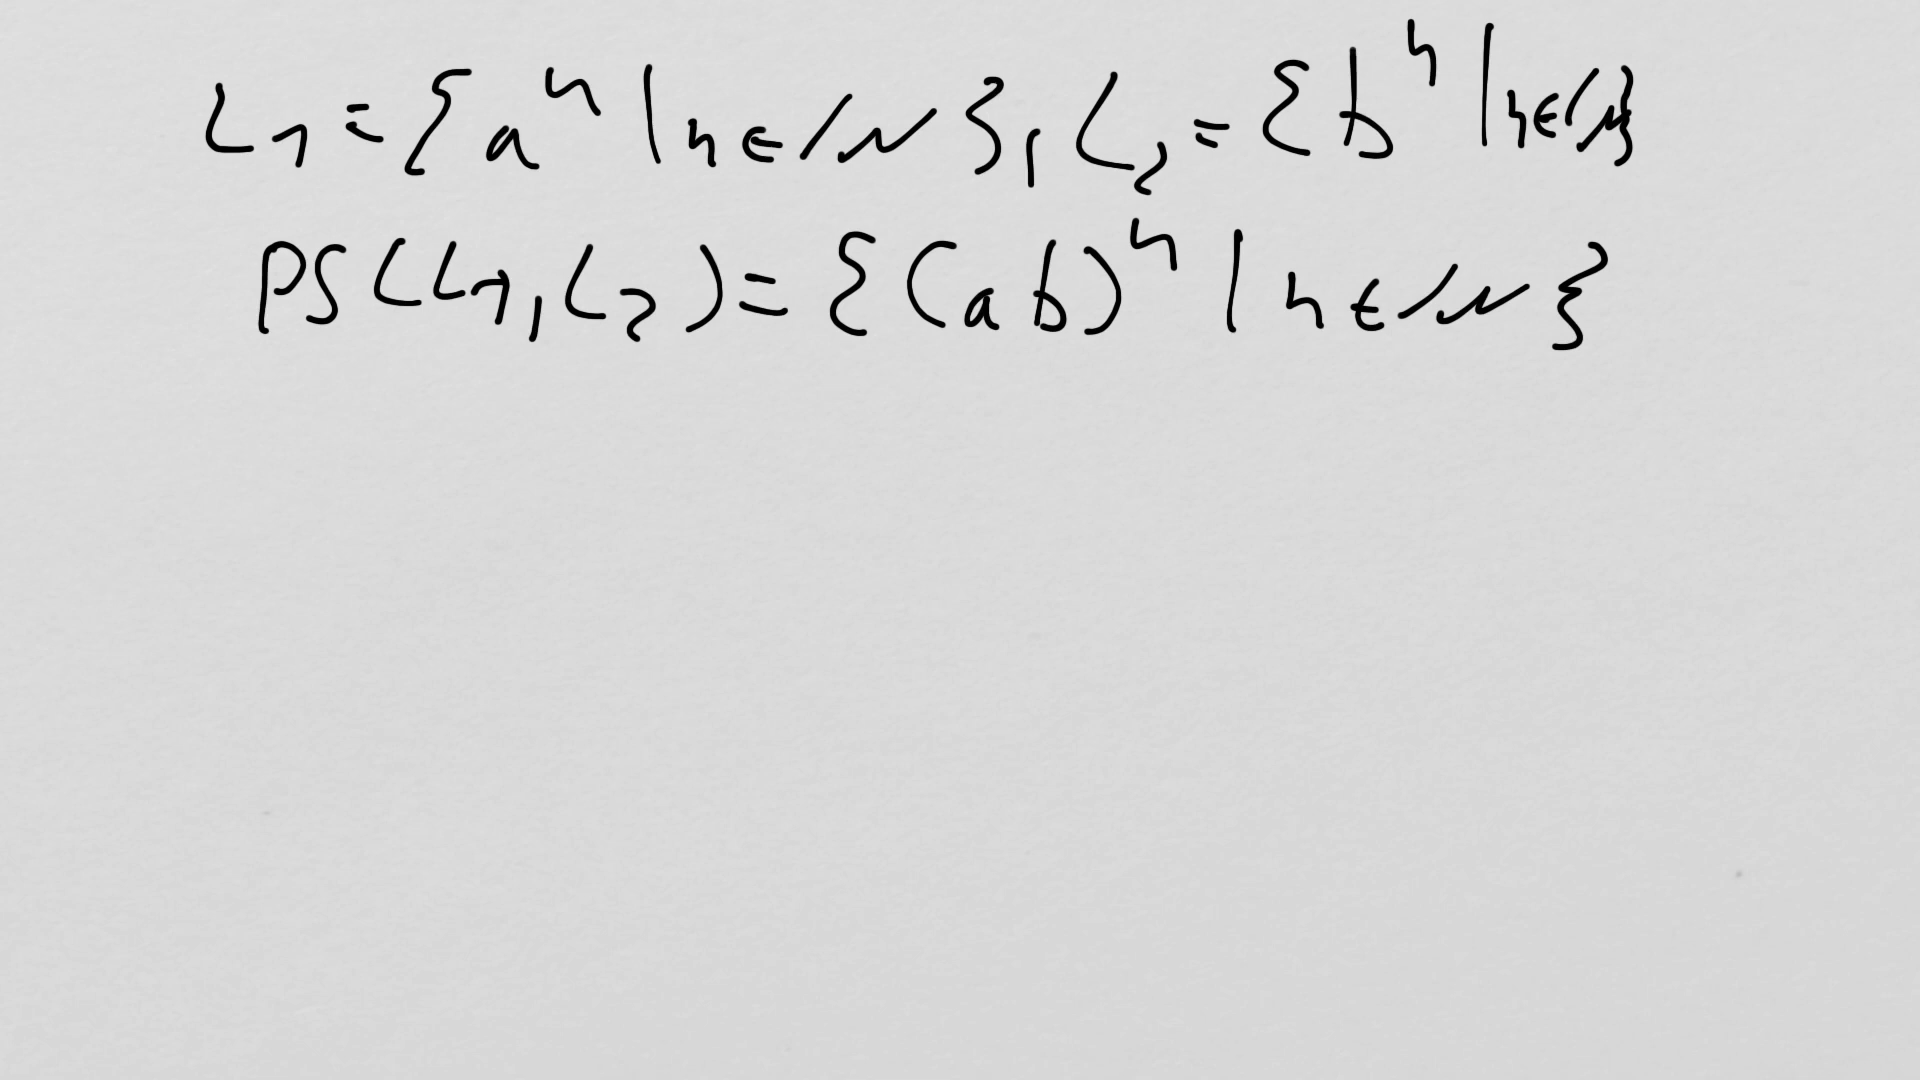 L₁ = {aⁿ | n ∈ ℕ}, L₂ = {bⁿ | n ∈ ℕ}
PS(L₁, L₂) = {(ab)ⁿ | n ∈ ℕ}